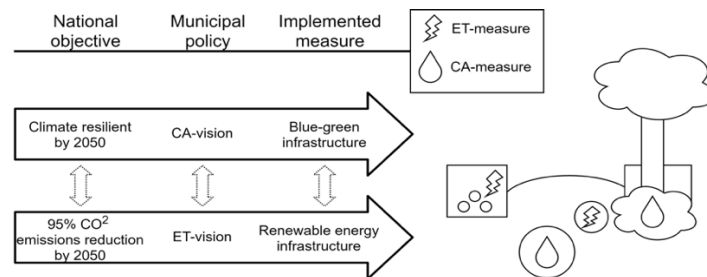 National objective
Municipal policy
Implemented measure
ET-measure
CA-measure
Climate resilient
by 2050
CA-vision
Blue-green
infrastructure
95% CO2
emissions reduction
by 2050
ET-vision
Renewable energy
infrastructure